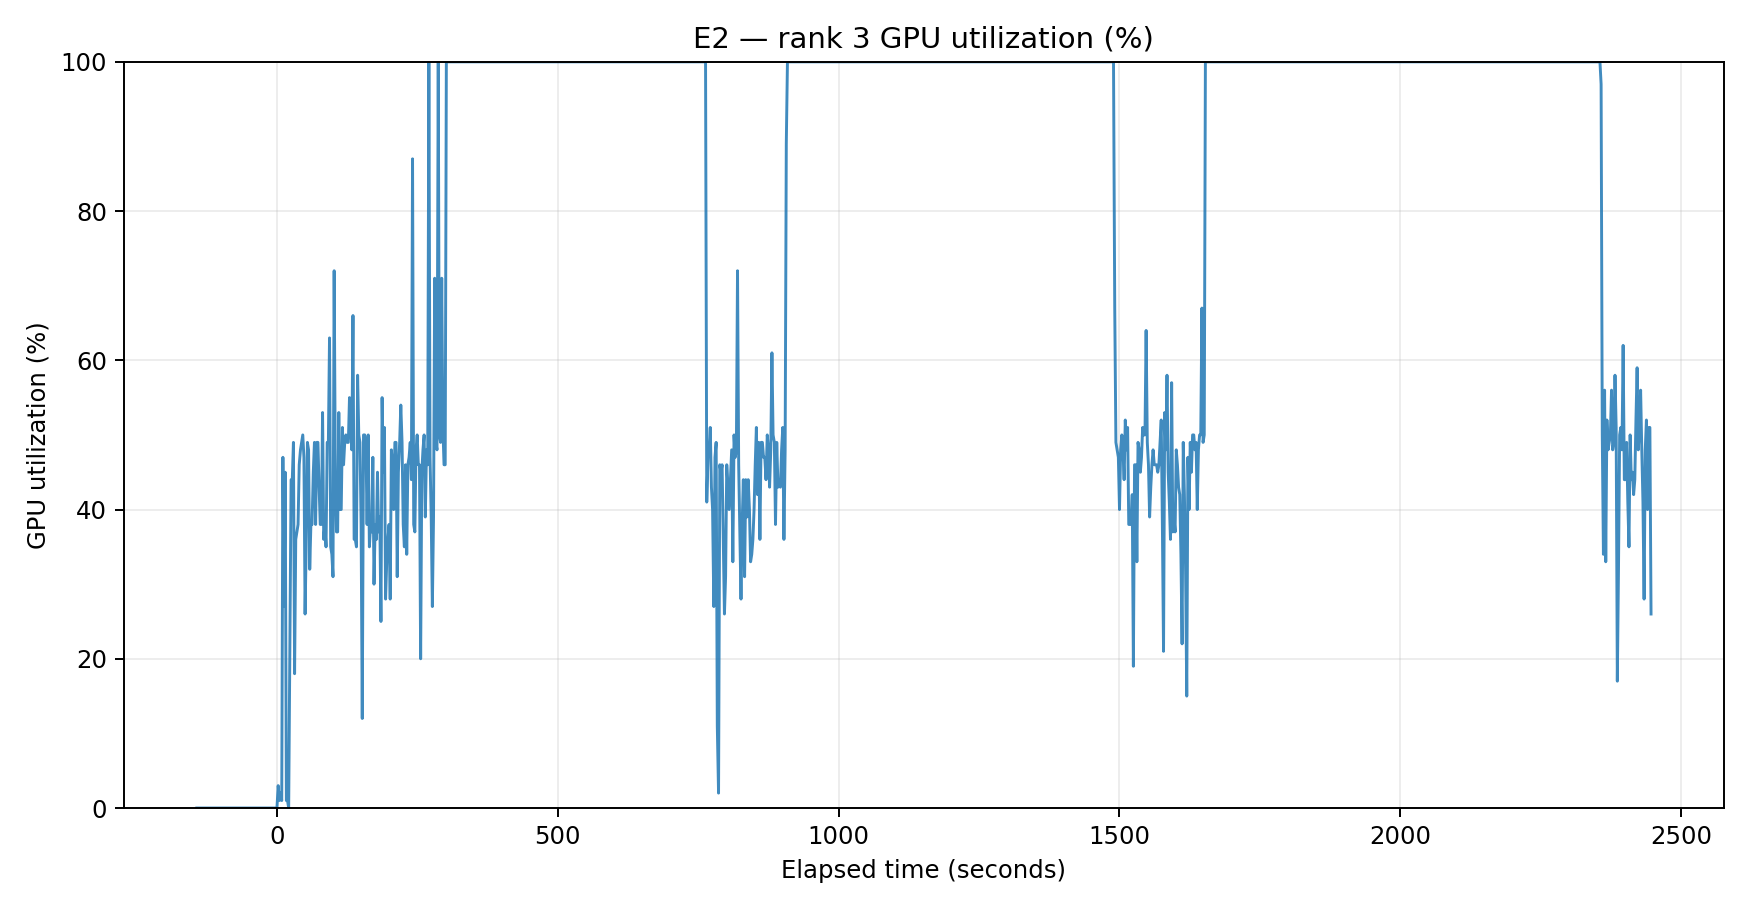 E2 — rank 3 GPU utilization (%)
100
80
60
40
20
0
GPU utilization (%)
0 500 1000 1500 2000 2500
Elapsed time (seconds)